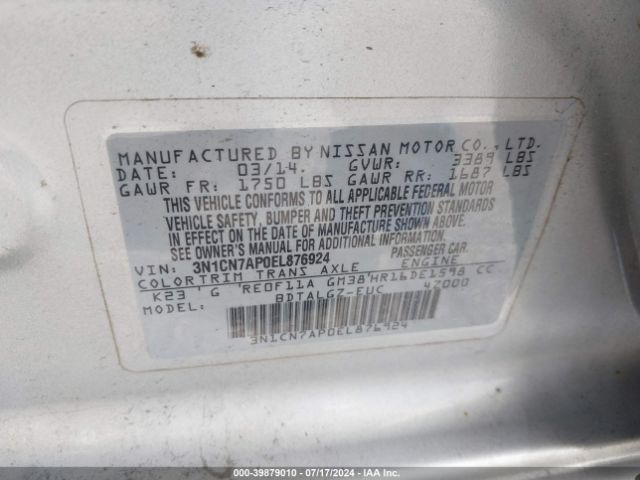 MANUFACTURED BY NISSAN MOTOR CO., LTD.
DATE: 03/14. GVWR: 3389 LBS
GAWR FR: 1750 LBS GAWR RR: 1687 LBS
THIS VEHICLE CONFORMS TO ALL APPLICABLE FEDERAL MOTOR
VEHICLE SAFETY, BUMPER AND THEFT PREVENTION STANDARDS
IN EFFECT ON THE DATE OF MANUFACTURE SHOWN ABOVE.
SEE OWNER'S MANUAL FOR ADDITIONAL INFORMATION
VIN: 3N1CN7AP0EL876924 PASSENGER CAR.
COLOR TRIM TRANS AXLE ENGINE
K23 G RE0F11A GM38 HR16DE1598 CC
MODEL: BDTALGZ-EUC 4Z000
3N1CN7AP0EL876924
000-39879010 | 07/17/2024 - IAA Inc.